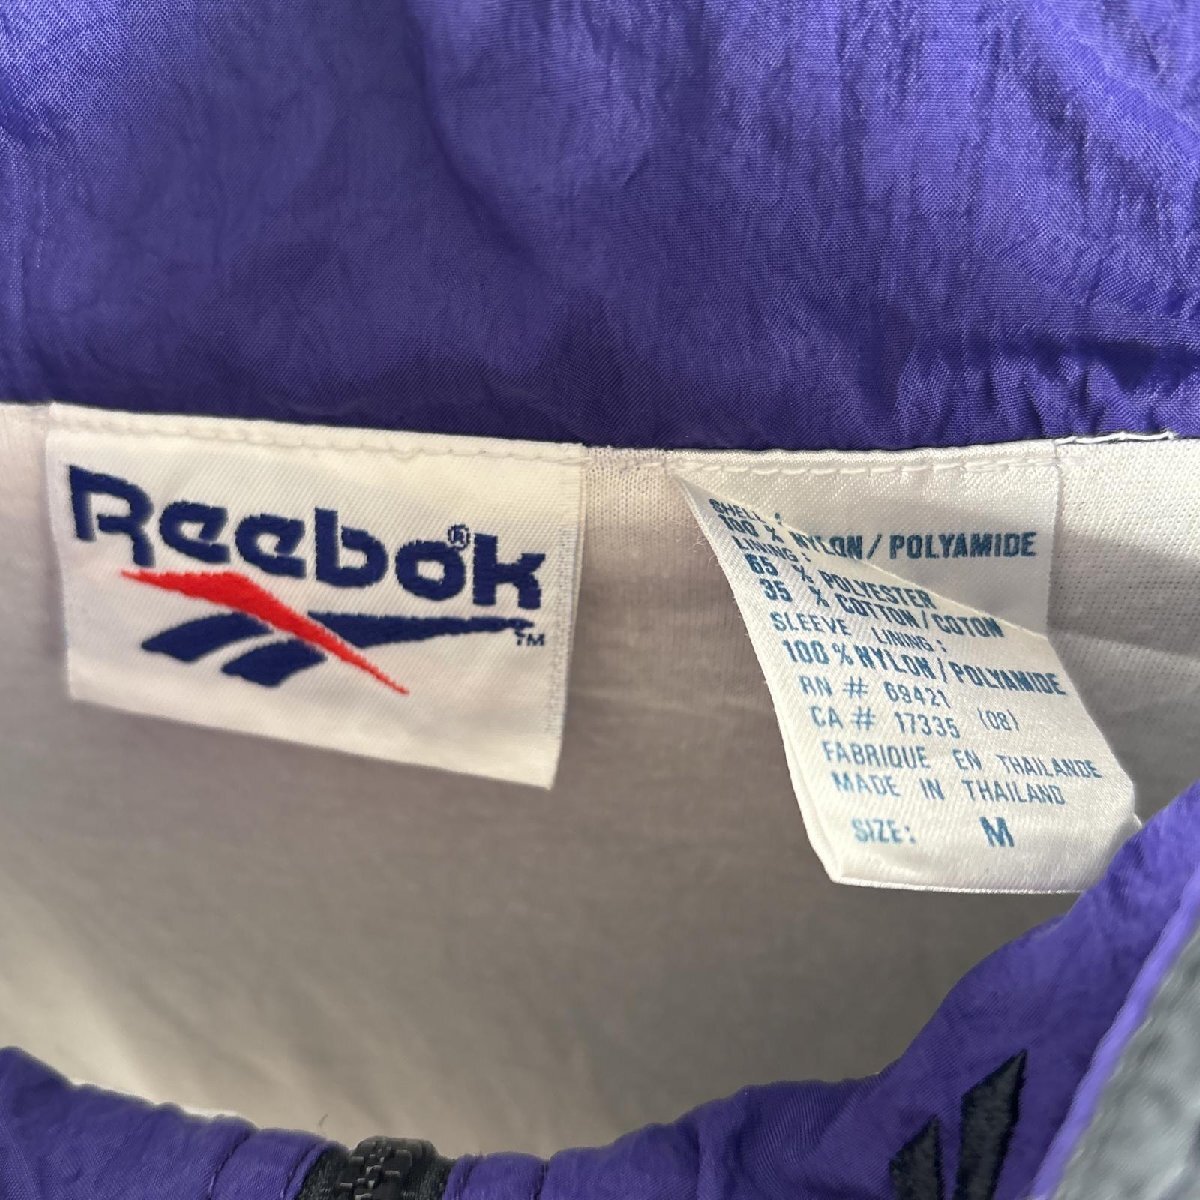 Reebok®
TM
SHELL:
100 % NYLON / POLYAMIDE
LINING:
65 % POLYESTER
35 % COTTON / COTON
SLEEVE LINING:
100 % NYLON / POLYAMIDE
RN # 69421
CA # 17335 (08)
FABRIQUE EN THAILANDE
MADE IN THAILAND
SIZE: M